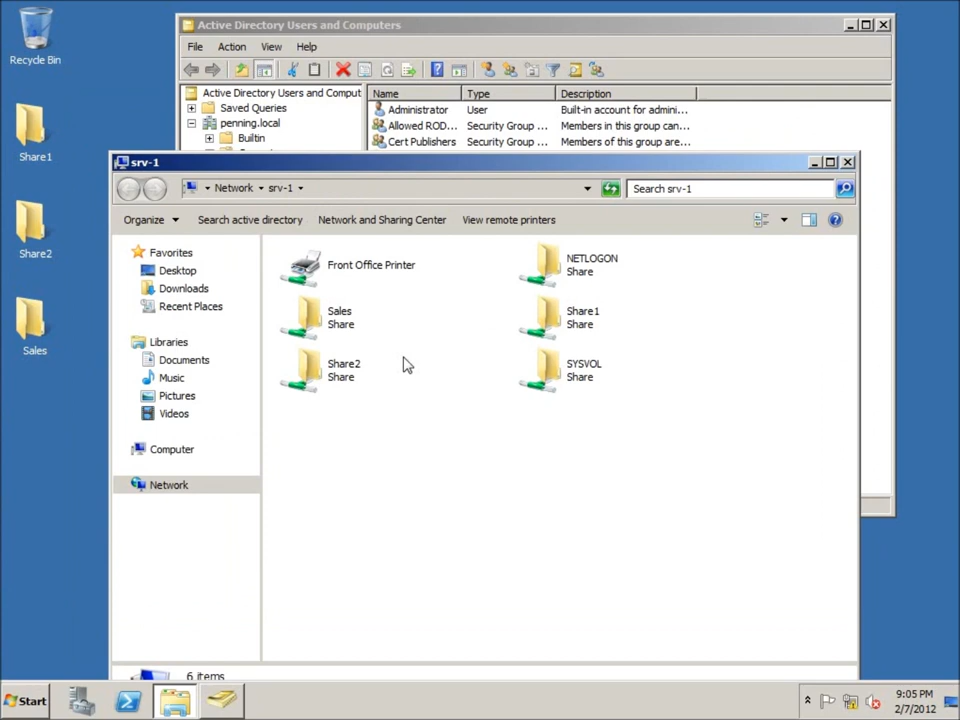 Recycle Bin
Share1
Share2
Sales
Active Directory Users and Computers
File Action View Help
Active Directory Users and Comput
Saved Queries
penning.local
Builtin
Name Type Description
Administrator User Built-in account for admini...
Allowed ROD... Security Group ... Members in this group can...
Cert Publishers Security Group ... Members of this group are...
srv-1
Network srv-1
Search srv-1
Organize Search active directory Network and Sharing Center View remote printers
Favorites
Desktop
Downloads
Recent Places
Libraries
Documents
Music
Pictures
Videos
Computer
Network
Front Office Printer
NETLOGON
Share
Sales
Share
Share1
Share
Share2
Share
SYSVOL
Share
6 items
Start
9:05 PM
2/7/2012